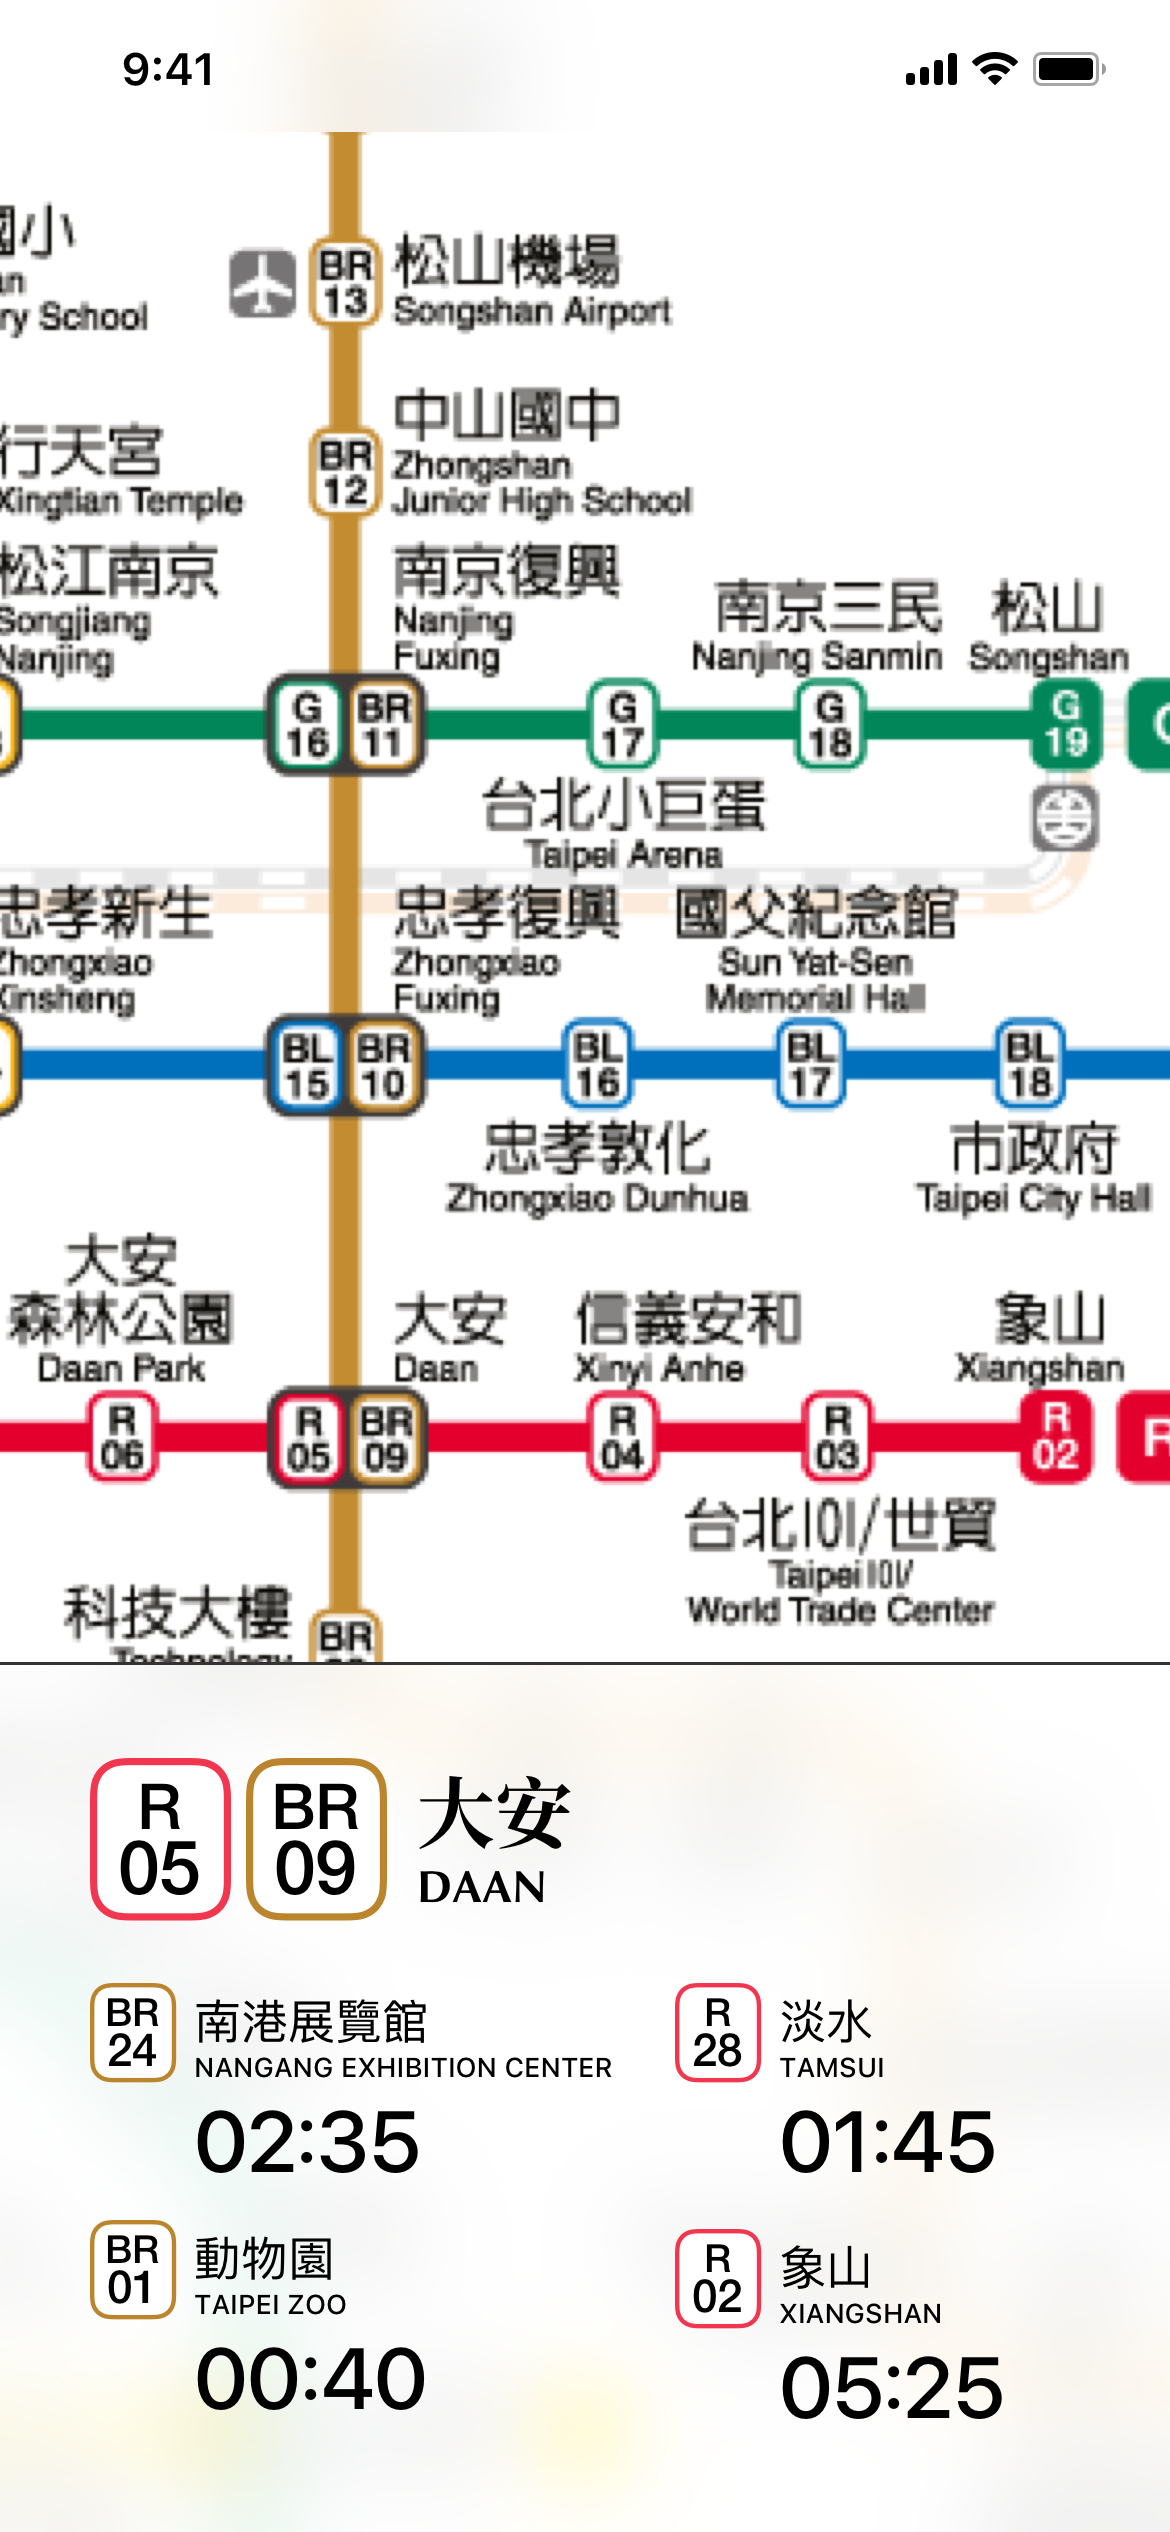 9:41
國小
ry School
BR
13
松山機場
Songshan Airport
行天宮
Xingtian Temple
BR
12
中山國中
Zhongshan
Junior High School
松江南京
Songjiang
Nanjing
南京復興
Nanjing
Fuxing
南京三民
Nanjing Sanmin
松山
Songshan
G
16
BR
11
G
17
G
18
G
19
台北小巨蛋
Taipei Arena
忠孝新生
Zhongxiao
Xinsheng
忠孝復興
Zhongxiao
Fuxing
國父紀念館
Sun Yat-Sen
Memorial Hall
BL
15
BR
10
BL
16
BL
17
BL
18
忠孝敦化
Zhongxiao Dunhua
市政府
Taipei City Hall
大安
森林公園
Daan Park
大安
Daan
信義安和
Xinyi Anhe
象山
Xiangshan
R
06
R
05
BR
09
R
04
R
03
R
02
R
台北101/世貿
Taipei 101/
World Trade Center
科技大樓
Technology
BR
R
05
BR
09
大安
DAAN
BR
24
南港展覽館
NANGANG EXHIBITION CENTER
02:35
R
28
淡水
TAMSUI
01:45
BR
01
動物園
TAIPEI ZOO
00:40
R
02
象山
XIANGSHAN
05:25